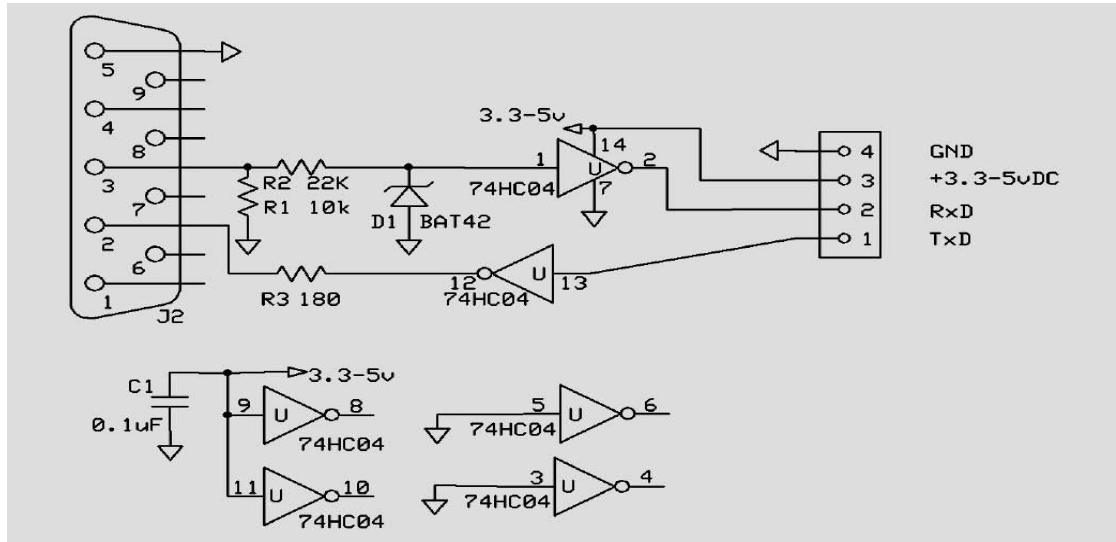 5
9
4
8
3
7
2
6
1
J2
R2 22K
R1 10k
D1 BAT42
3.3-5v
14
1
U
2
74HC04
7
12
U
13
74HC04
R3 180
4 GND
3 +3.3-5vDC
2 RxD
1 TxD
C1
0.1uF
3.3-5v
9 U 8
74HC04
11 U 10
74HC04
5 U 6
74HC04
3 U 4
74HC04